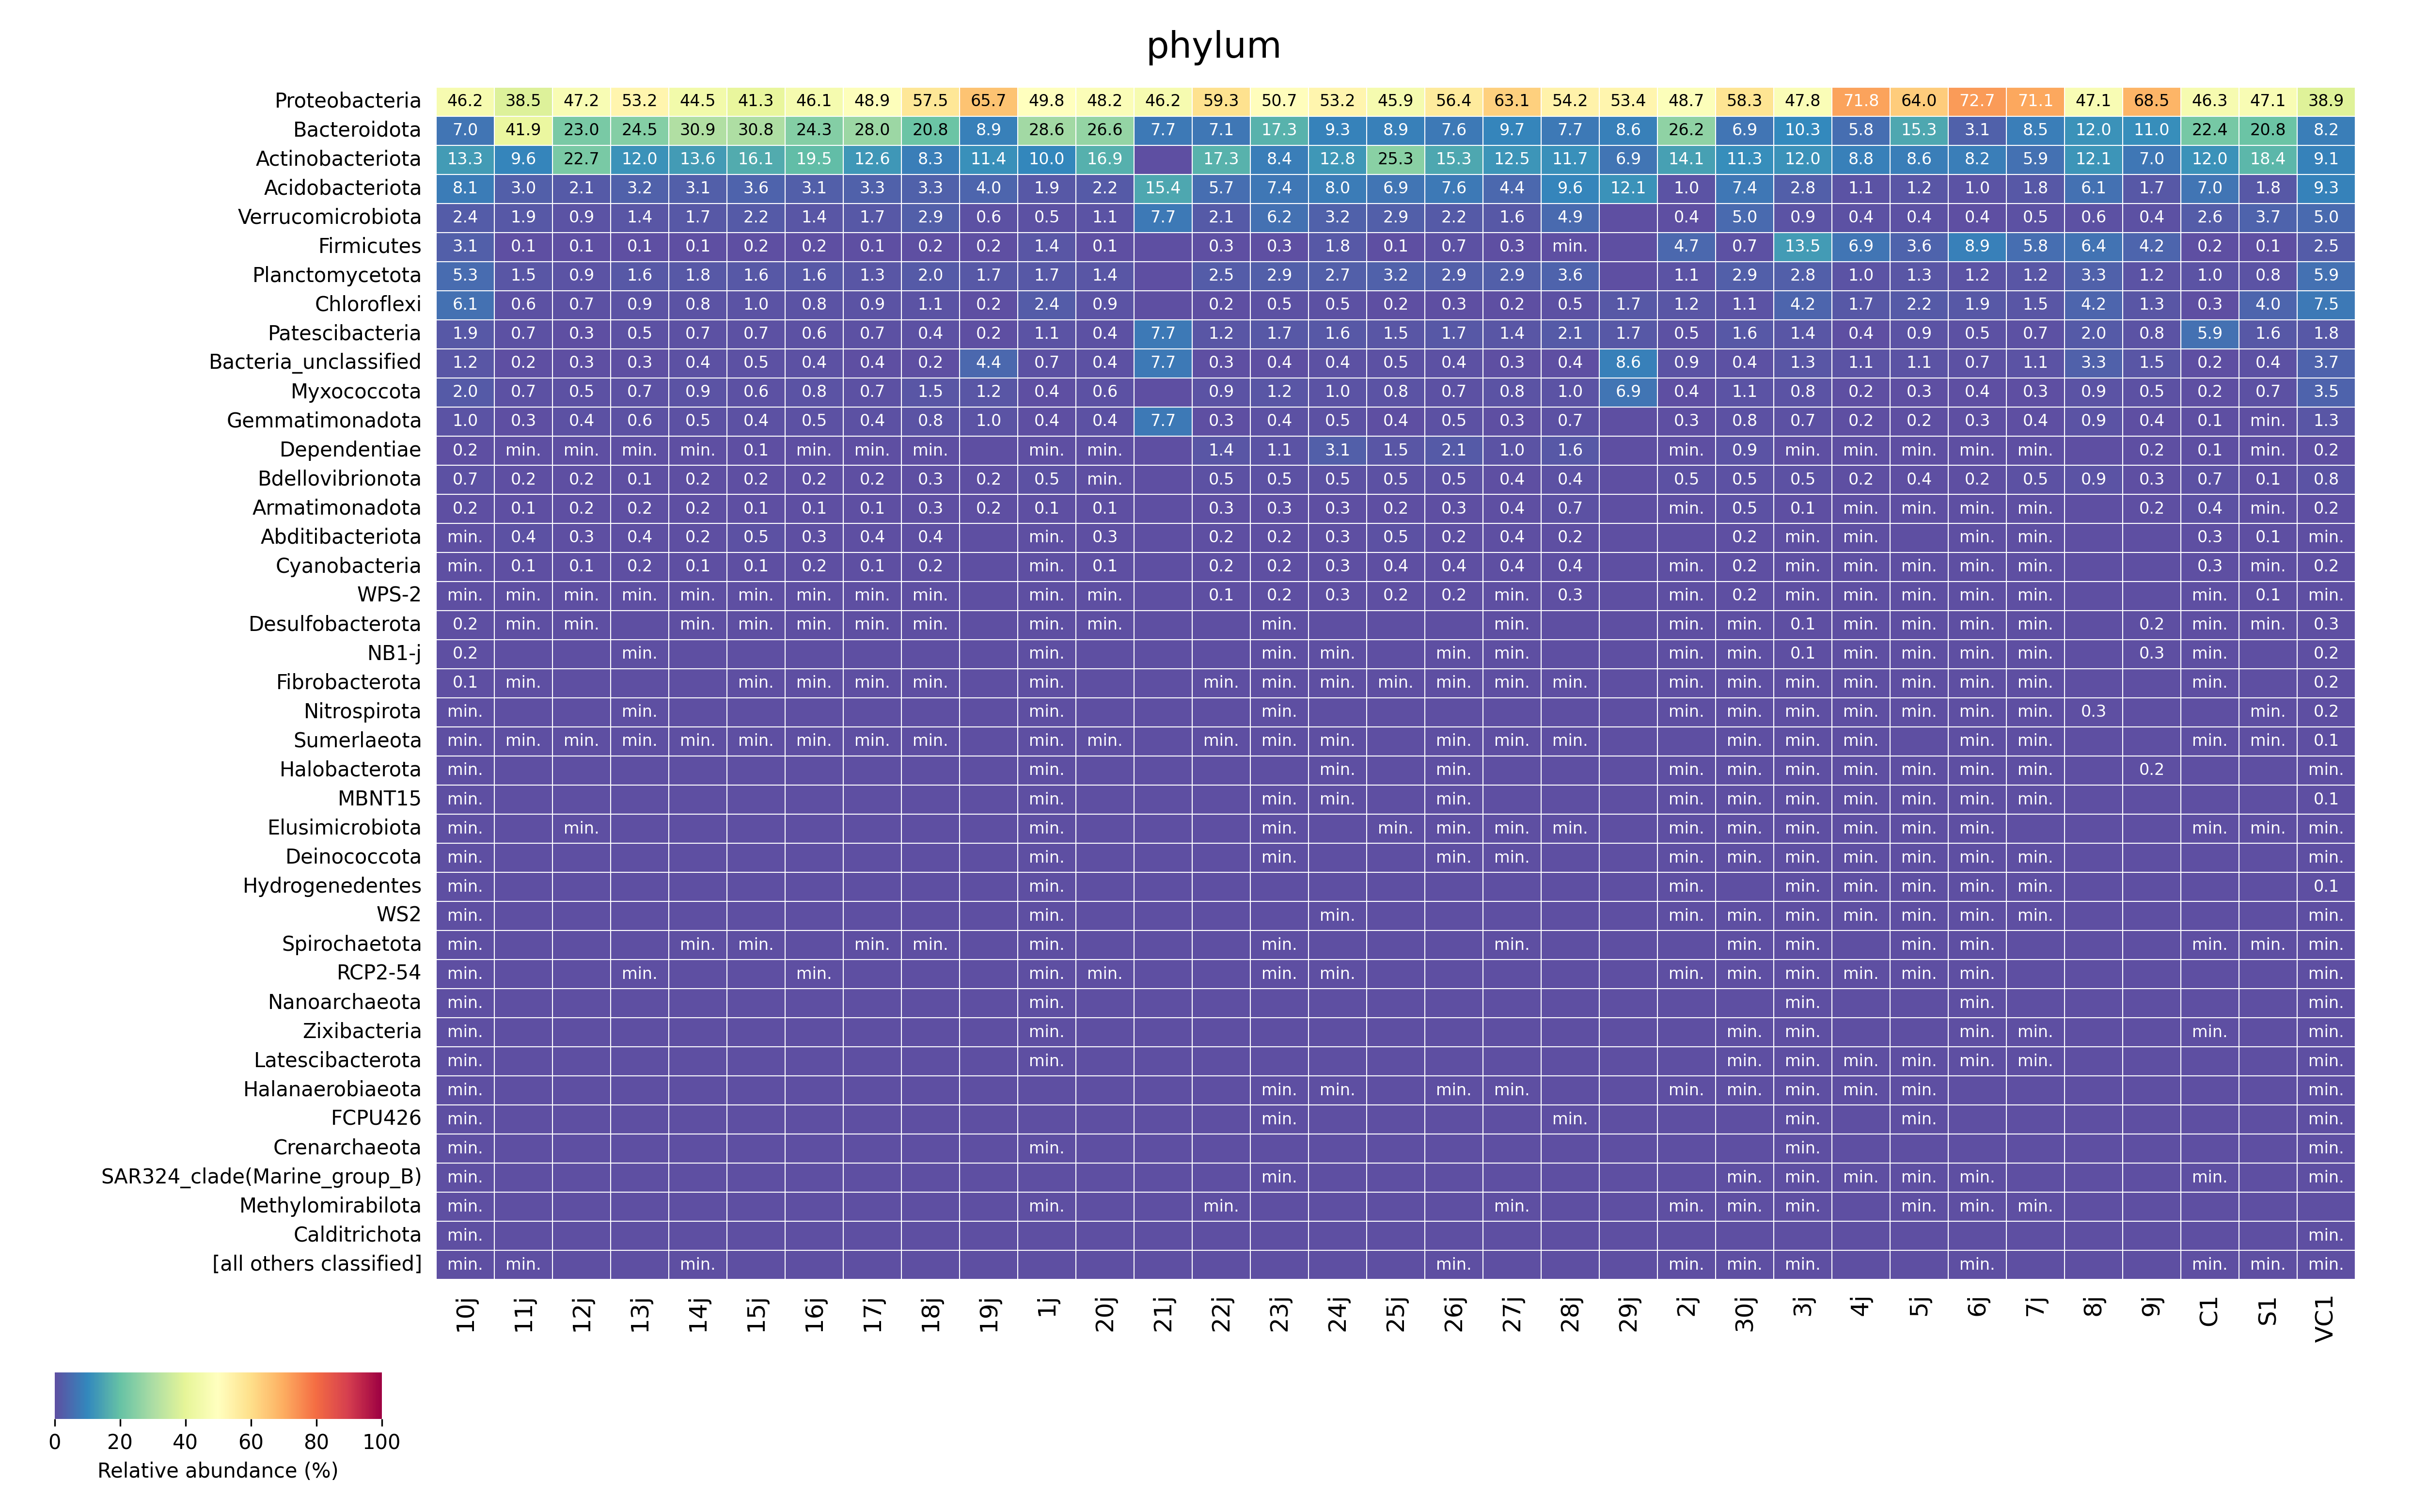 phylum
Proteobacteria 46.2 38.5 47.2 53.2 44.5 41.3 46.1 48.9 57.5 65.7 49.8 48.2 46.2 59.3 50.7 53.2 45.9 56.4 63.1 54.2 53.4 48.7 58.3 47.8 71.8 64.0 72.7 71.1 47.1 68.5 46.3 47.1 38.9
Bacteroidota 7.0 41.9 23.0 24.5 30.9 30.8 24.3 28.0 20.8 8.9 28.6 26.6 7.7 7.1 17.3 9.3 8.9 7.6 9.7 7.7 8.6 26.2 6.9 10.3 5.8 15.3 3.1 8.5 12.0 11.0 22.4 20.8 8.2
Actinobacteriota 13.3 9.6 22.7 12.0 13.6 16.1 19.5 12.6 8.3 11.4 10.0 16.9 17.3 8.4 12.8 25.3 15.3 12.5 11.7 6.9 14.1 11.3 12.0 8.8 8.6 8.2 5.9 12.1 7.0 12.0 18.4 9.1
Acidobacteriota 8.1 3.0 2.1 3.2 3.1 3.6 3.1 3.3 3.3 4.0 1.9 2.2 15.4 5.7 7.4 8.0 6.9 7.6 4.4 9.6 12.1 1.0 7.4 2.8 1.1 1.2 1.0 1.8 6.1 1.7 7.0 1.8 9.3
Verrucomicrobiota 2.4 1.9 0.9 1.4 1.7 2.2 1.4 1.7 2.9 0.6 0.5 1.1 7.7 2.1 6.2 3.2 2.9 2.2 1.6 4.9 0.4 5.0 0.9 0.4 0.4 0.4 0.5 0.6 0.4 2.6 3.7 5.0
Firmicutes 3.1 0.1 0.1 0.1 0.1 0.2 0.2 0.1 0.2 0.2 1.4 0.1 0.3 0.3 1.8 0.1 0.7 0.3 min. 4.7 0.7 13.5 6.9 3.6 8.9 5.8 6.4 4.2 0.2 0.1 2.5
Planctomycetota 5.3 1.5 0.9 1.6 1.8 1.6 1.6 1.3 2.0 1.7 1.7 1.4 2.5 2.9 2.7 3.2 2.9 2.9 3.6 1.1 2.9 2.8 1.0 1.3 1.2 1.2 3.3 1.2 1.0 0.8 5.9
Chloroflexi 6.1 0.6 0.7 0.9 0.8 1.0 0.8 0.9 1.1 0.2 2.4 0.9 0.2 0.5 0.5 0.2 0.3 0.2 0.5 1.7 1.2 1.1 4.2 1.7 2.2 1.9 1.5 4.2 1.3 0.3 4.0 7.5
Patescibacteria 1.9 0.7 0.3 0.5 0.7 0.7 0.6 0.7 0.4 0.2 1.1 0.4 7.7 1.2 1.7 1.6 1.5 1.7 1.4 2.1 1.7 0.5 1.6 1.4 0.4 0.9 0.5 0.7 2.0 0.8 5.9 1.6 1.8
Bacteria_unclassified 1.2 0.2 0.3 0.3 0.4 0.5 0.4 0.4 0.2 4.4 0.7 0.4 7.7 0.3 0.4 0.4 0.5 0.4 0.3 0.4 8.6 0.9 0.4 1.3 1.1 1.1 0.7 1.1 3.3 1.5 0.2 0.4 3.7
Myxococcota 2.0 0.7 0.5 0.7 0.9 0.6 0.8 0.7 1.5 1.2 0.4 0.6 0.9 1.2 1.0 0.8 0.7 0.8 1.0 6.9 0.4 1.1 0.8 0.2 0.3 0.4 0.3 0.9 0.5 0.2 0.7 3.5
Gemmatimonadota 1.0 0.3 0.4 0.6 0.5 0.4 0.5 0.4 0.8 1.0 0.4 0.4 7.7 0.3 0.4 0.5 0.4 0.5 0.3 0.7 0.3 0.8 0.7 0.2 0.2 0.3 0.4 0.9 0.4 0.1 min. 1.3
Dependentiae 0.2 min. min. min. min. 0.1 min. min. min. min. min. 1.4 1.1 3.1 1.5 2.1 1.0 1.6 min. 0.9 min. min. min. min. min. 0.2 0.1 min. 0.2
Bdellovibrionota 0.7 0.2 0.2 0.1 0.2 0.2 0.2 0.2 0.3 0.2 0.5 min. 0.5 0.5 0.5 0.5 0.5 0.4 0.4 0.5 0.5 0.5 0.2 0.4 0.2 0.5 0.9 0.3 0.7 0.1 0.8
Armatimonadota 0.2 0.1 0.2 0.2 0.2 0.1 0.1 0.1 0.3 0.2 0.1 0.1 0.3 0.3 0.3 0.2 0.3 0.4 0.7 min. 0.5 0.1 min. min. min. min. 0.2 0.4 min. 0.2
Abditibacteriota min. 0.4 0.3 0.4 0.2 0.5 0.3 0.4 0.4 min. 0.3 0.2 0.2 0.3 0.5 0.2 0.4 0.2 0.2 min. min. min. min. 0.3 0.1 min.
Cyanobacteria min. 0.1 0.1 0.2 0.1 0.1 0.2 0.1 0.2 min. 0.1 0.2 0.2 0.3 0.4 0.4 0.4 0.4 min. 0.2 min. min. min. min. min. 0.3 min. 0.2
WPS-2 min. min. min. min. min. min. min. min. min. min. min. 0.1 0.2 0.3 0.2 0.2 min. 0.3 min. 0.2 min. min. min. min. min. min. 0.1 min.
Desulfobacterota 0.2 min. min. min. min. min. min. min. min. min. min. min. min. min. 0.1 min. min. min. min. 0.2 min. min. 0.3
NB1-j 0.2 min. min. min. min. min. min. min. min. 0.1 min. min. min. min. 0.3 min. 0.2
Fibrobacterota 0.1 min. min. min. min. min. min. min. min. min. min. min. min. min. min. min. min. min. min. min. min. min. 0.2
Nitrospirota min. min. min. min. min. min. min. min. min. min. min. 0.3 min. 0.2
Sumerlaeota min. min. min. min. min. min. min. min. min. min. min. min. min. min. min. min. min. min. min. min. min. min. min. min. 0.1
Halobacterota min. min. min. min. min. min. min. min. min. min. min. 0.2 min.
MBNT15 min. min. min. min. min. min. min. min. min. min. min. min. 0.1
Elusimicrobiota min. min. min. min. min. min. min. min. min. min. min. min. min. min. min. min. min.
Deinococcota min. min. min. min. min. min. min. min. min. min. min. min. min.
Hydrogenedentes min. min. min. min. min. min. min. min. 0.1
WS2 min. min. min. min. min. min. min. min. min. min. min.
Spirochaetota min. min. min. min. min. min. min. min. min. min. min. min. min. min. min.
RCP2-54 min. min. min. min. min. min. min. min. min. min. min. min. min. min.
Nanoarchaeota min. min. min. min. min.
Zixibacteria min. min. min. min. min. min. min. min.
Latescibacterota min. min. min. min. min. min. min. min. min.
Halanaerobiaeota min. min. min. min. min. min. min. min. min. min. min.
FCPU426 min. min. min. min. min. min.
Crenarchaeota min. min. min. min.
SAR324_clade(Marine_group_B) min. min. min. min. min. min. min. min. min.
Methylomirabilota min. min. min. min. min. min. min. min. min. min.
Calditrichota min. min.
[all others classified] min. min. min. min. min. min. min. min. min. min. min.
10j 11j 12j 13j 14j 15j 16j 17j 18j 19j 1j 20j 21j 22j 23j 24j 25j 26j 27j 28j 29j 2j 30j 3j 4j 5j 6j 7j 8j 9j C1 S1 VC1
0 20 40 60 80 100
Relative abundance (%)